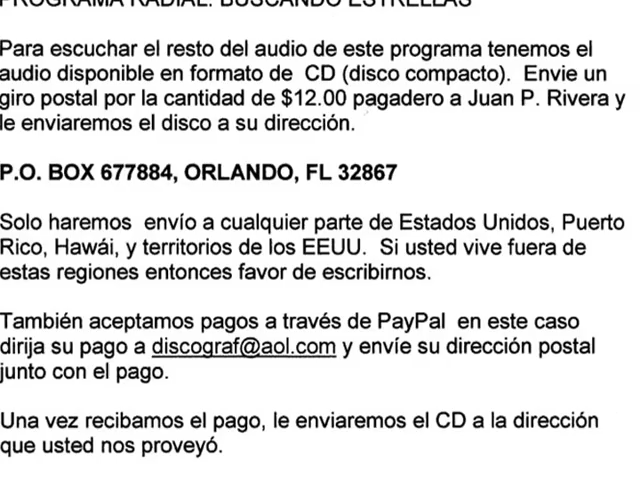 PROGRAMA RADIAL: BUSCANDO ESTRELLAS
Para escuchar el resto del audio de este programa tenemos el
audio disponible en formato de  CD (disco compacto).  Envie un
giro postal por la cantidad de $12.00 pagadero a Juan P. Rivera y
le enviaremos el disco a su dirección.
P.O. BOX 677884, ORLANDO, FL 32867
Solo haremos  envío a cualquier parte de Estados Unidos, Puerto
Rico, Hawái, y territorios de los EEUU.  Si usted vive fuera de
estas regiones entonces favor de escribirnos.
También aceptamos pagos a través de PayPal  en este caso
dirija su pago a discograf@aol.com y envíe su dirección postal
junto con el pago.
Una vez recibamos el pago, le enviaremos el CD a la dirección
que usted nos proveyó.